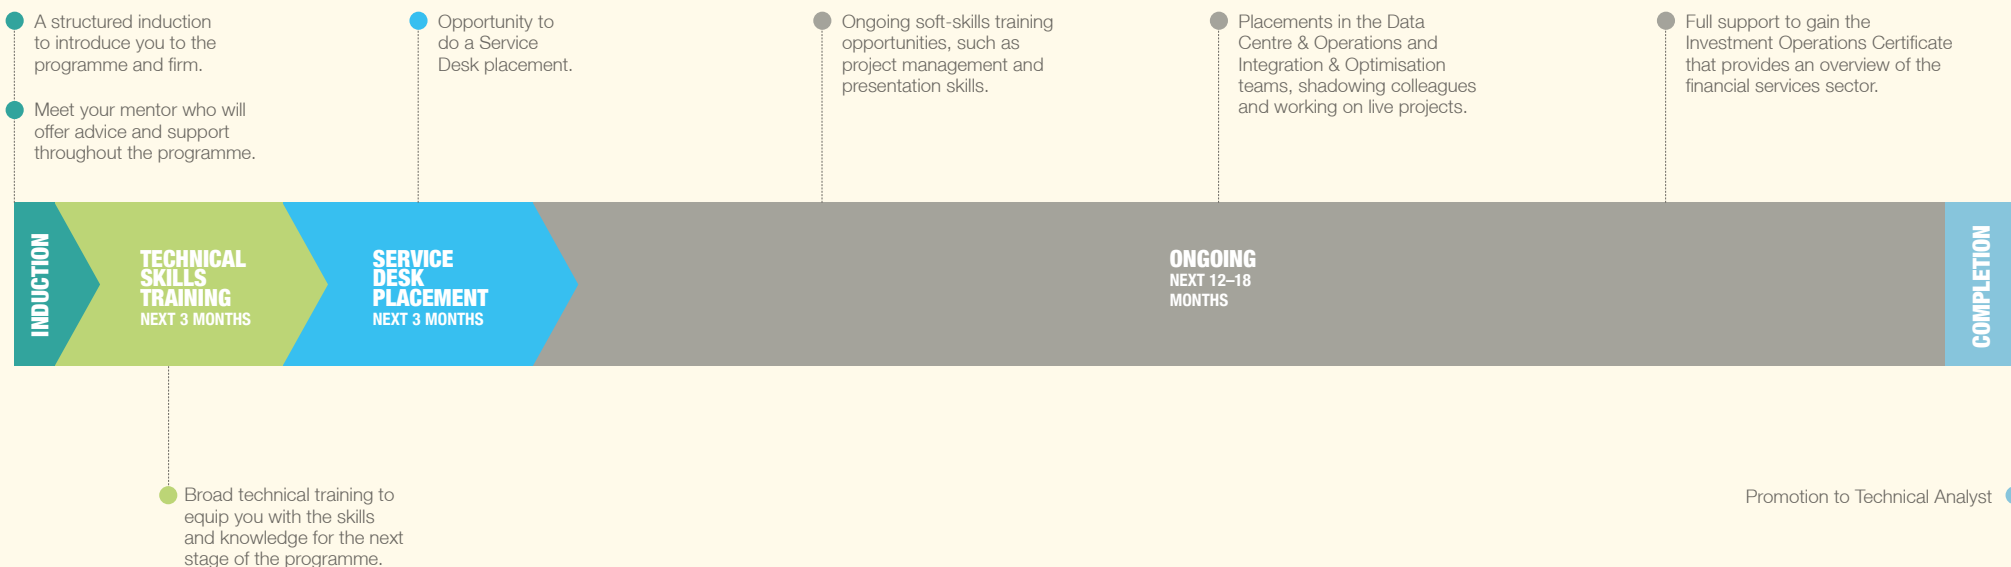 A structured induction
to introduce you to the
programme and firm.
Meet your mentor who will
offer advice and support
throughout the programme.
Opportunity to
do a Service
Desk placement.
Ongoing soft-skills training
opportunities, such as
project management and
presentation skills.
Placements in the Data
Centre & Operations and
Integration & Optimisation
teams, shadowing colleagues
and working on live projects.
Full support to gain the
Investment Operations Certificate
that provides an overview of the
financial services sector.
INDUCTION
TECHNICAL
SKILLS
TRAINING
NEXT 3 MONTHS
SERVICE
DESK
PLACEMENT
NEXT 3 MONTHS
ONGOING
NEXT 12–18
MONTHS
COMPLETION
Broad technical training to
equip you with the skills
and knowledge for the next
stage of the programme.
Promotion to Technical Analyst